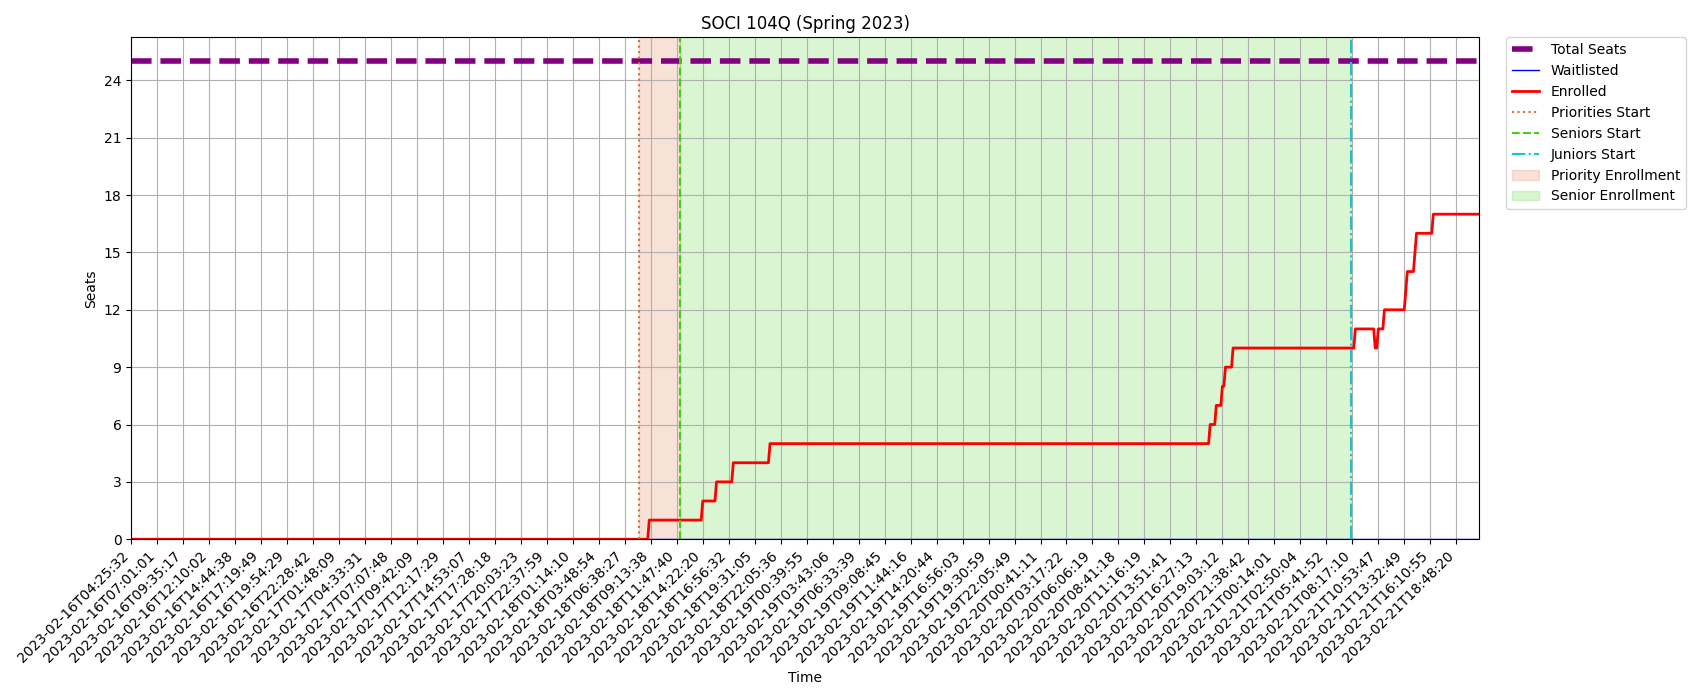 SOCI 104Q (Spring 2023)
Total Seats
Waitlisted
Enrolled
Priorities Start
Seniors Start
Juniors Start
Priority Enrollment
Senior Enrollment
Seats
24
21
18
15
12
9
6
3
0
2023-02-16T04:25:32
2023-02-16T07:01:01
2023-02-16T09:35:17
2023-02-16T12:10:02
2023-02-16T14:44:38
2023-02-16T17:19:49
2023-02-16T19:54:29
2023-02-16T22:28:42
2023-02-17T01:48:09
2023-02-17T04:33:31
2023-02-17T07:07:48
2023-02-17T09:42:09
2023-02-17T12:17:29
2023-02-17T14:53:07
2023-02-17T17:28:18
2023-02-17T20:03:23
2023-02-17T22:37:59
2023-02-18T01:14:10
2023-02-18T03:48:54
2023-02-18T06:38:27
2023-02-18T09:13:38
2023-02-18T11:47:40
2023-02-18T14:22:20
2023-02-18T16:56:32
2023-02-18T19:31:05
2023-02-18T22:05:36
2023-02-19T00:39:55
2023-02-19T03:43:06
2023-02-19T06:33:39
2023-02-19T09:08:45
2023-02-19T11:44:16
2023-02-19T14:20:44
2023-02-19T16:56:03
2023-02-19T19:30:59
2023-02-19T22:05:49
2023-02-20T00:41:11
2023-02-20T03:17:22
2023-02-20T06:06:19
2023-02-20T08:41:18
2023-02-20T11:16:19
2023-02-20T13:51:41
2023-02-20T16:27:13
2023-02-20T19:03:12
2023-02-20T21:38:42
2023-02-21T00:14:01
2023-02-21T02:50:04
2023-02-21T05:41:52
2023-02-21T08:17:10
2023-02-21T10:53:47
2023-02-21T13:32:49
2023-02-21T16:10:55
2023-02-21T18:48:20
Time